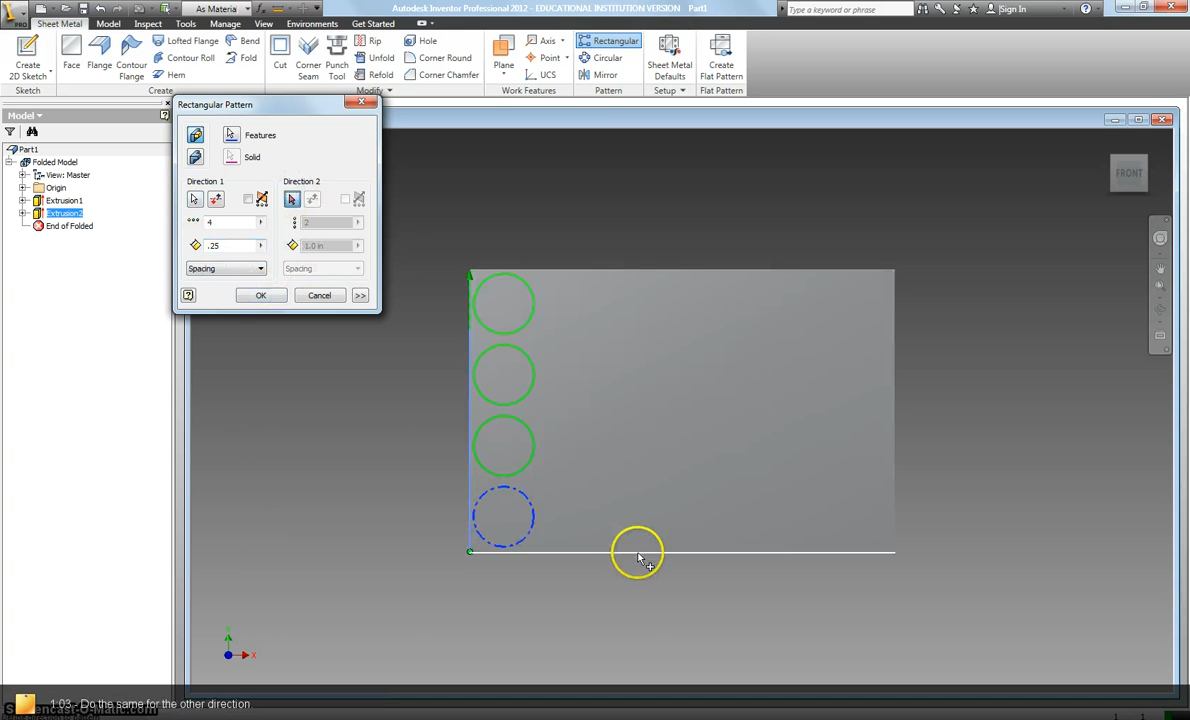 As Material
Autodesk Inventor Professional 2012 - EDUCATIONAL INSTITUTION VERSION Part1
Type a keyword or phrase
Sign In
Sheet Metal Model Inspect Tools Manage View Environments Get Started
Create 2D Sketch
Face
Flange
Contour Flange
Lofted Flange
Contour Roll
Hem
Bend
Fold
Cut
Corner Seam
Punch Tool
Rip
Unfold
Refold
Hole
Corner Round
Corner Chamfer
Plane
Axis
Point
UCS
Rectangular
Circular
Mirror
Sheet Metal Defaults
Create Flat Pattern
Sketch Create Modify Work Features Pattern Setup Flat Pattern
Model
Part1
Folded Model
View: Master
Origin
Extrusion1
Extrusion2
End of Folded
Rectangular Pattern
Features
Solid
Direction 1 Direction 2
4 2
.25 1.0 in
Spacing Spacing
OK Cancel >>
FRONT
Y
X
1:03 - Do the same for the other direction